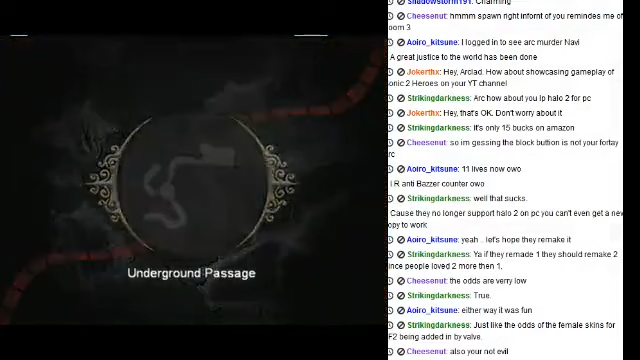 Shadowstorm191: Charming
Cheesenut: hmmm spawn right infornt of you remindes me of
oom 3
Aoiro_kitsune: I logged in to see arc murder Navi
A great justice to the world has been done
Jokerthx: Hey, Arclad. How about showcasing gameplay of
onic 2 Heroes on your YT channel
Strikingdarkness: Arc how about you lp halo 2 for pc
Jokerthx: Hey, that's OK. Don't worry about it
Strikingdarkness: it's only 15 bucks on amazon
Cheesenut: so im gessing the block buttion is not your fortay
rc
Aoiro_kitsune: 11 lives now owo
I.R anti Bazzer counter owo
Strikingdarkness: well that sucks.
Cause they no longer support halo 2 on pc you can't even get a new
opy to work
Aoiro_kitsune: yeah .. let's hope they remake it
Strikingdarkness: Ya if they remade 1 they should remake 2
ince people loved 2 more then 1.
Cheesenut: the odds are verry low
Strikingdarkness: True.
Aoiro_kitsune: either way it was fun
Strikingdarkness: Just like the odds of the female skins for
F2 being added in by valve.
Cheesenut: also your not evil
Underground Passage